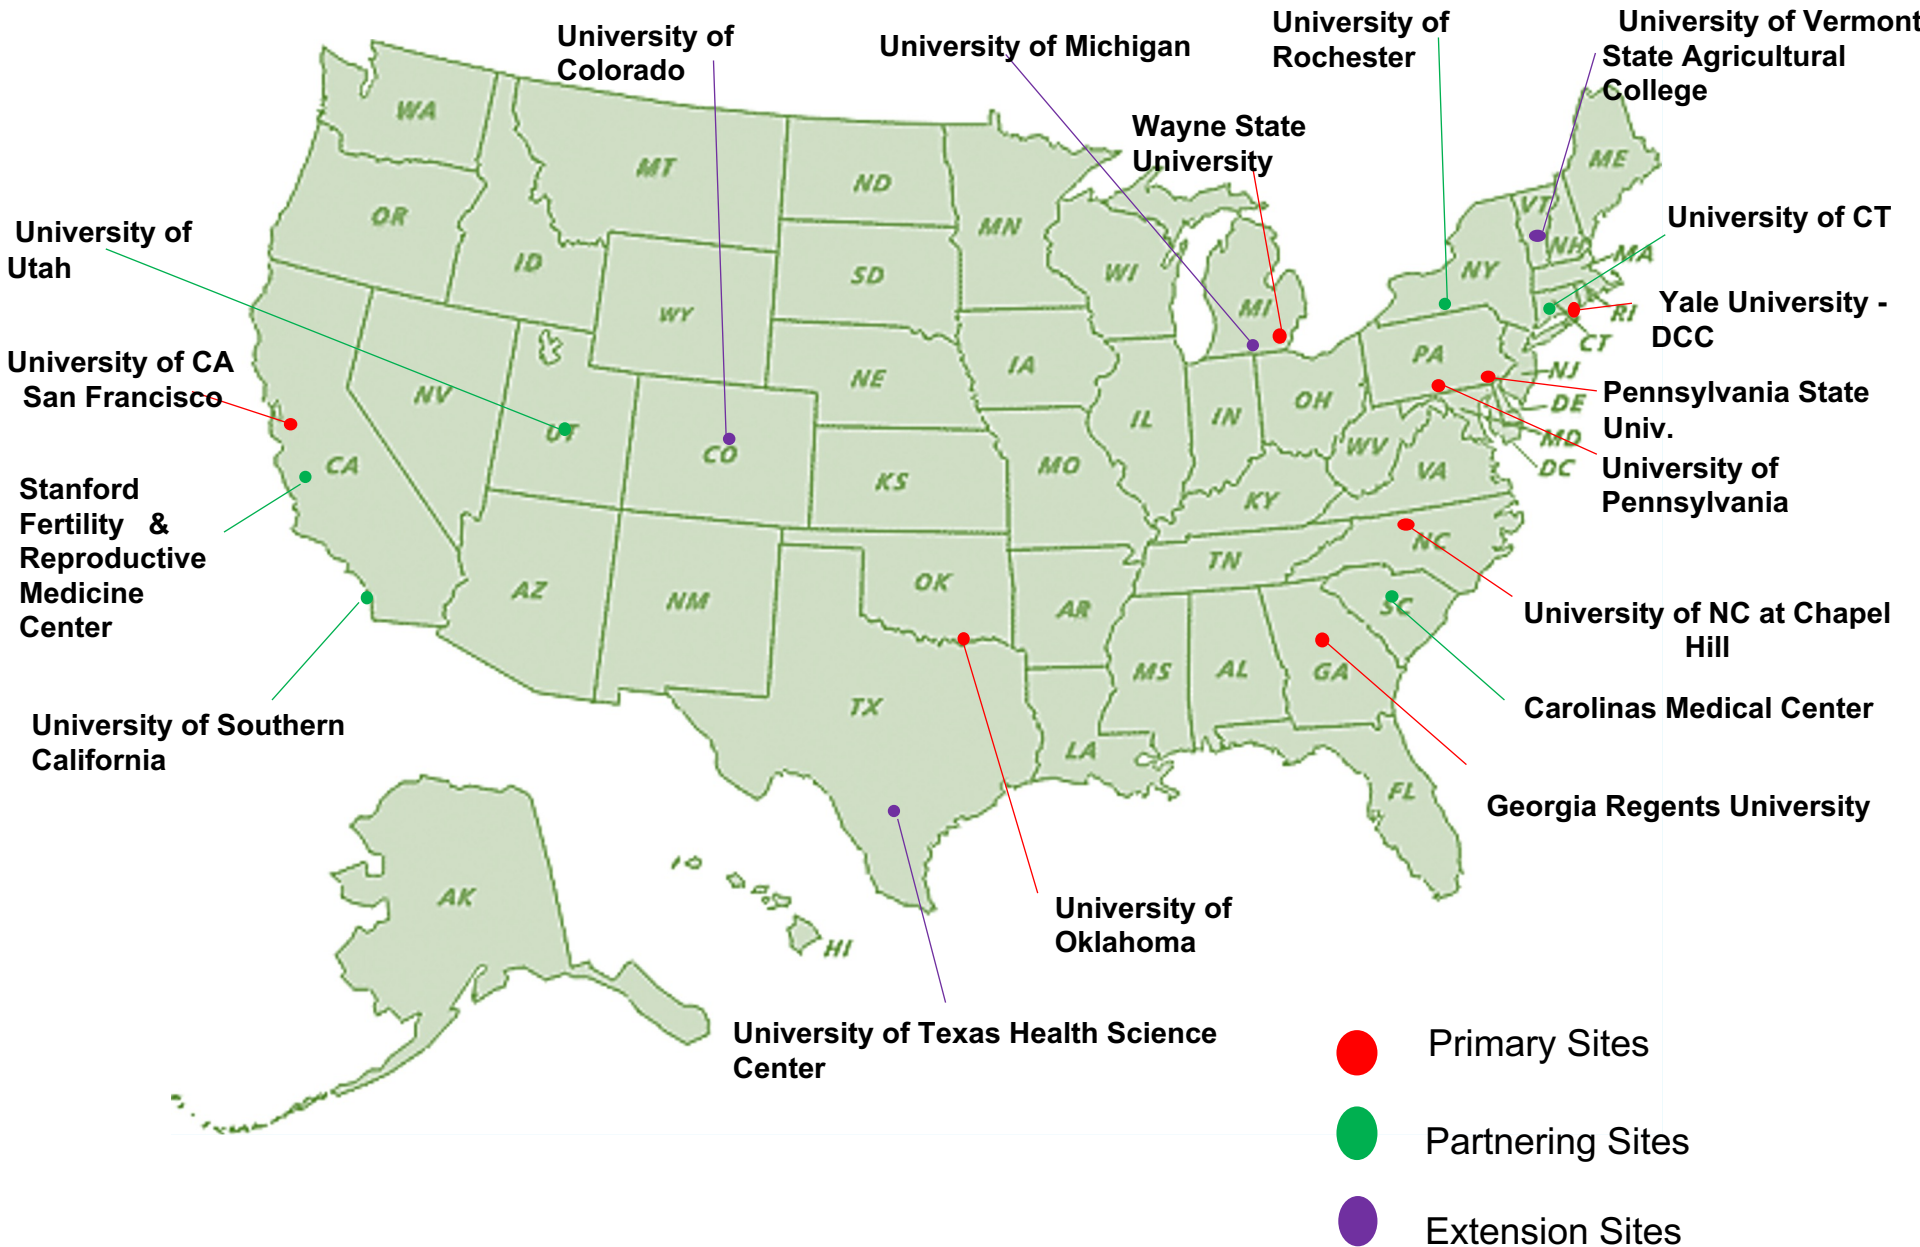 University of
Colorado
University of Michigan
University of
Rochester
University of Vermont
State Agricultural
College
Wayne State
University
University of
Utah
University of CT
Yale University -
DCC
University of CA
San Francisco
Pennsylvania State
Univ.
University of
Pennsylvania
Stanford
Fertility &
Reproductive
Medicine
Center
University of NC at Chapel
Hill
Carolinas Medical Center
University of Southern
California
Georgia Regents University
University of
Oklahoma
University of Texas Health Science
Center
WA
MT
ND
MN
ME
VT
NH
MA
OR
ID
SD
WI
MI
NY
RI
CT
WY
NE
IA
PA
NJ
DE
MD
DC
NV
UT
CO
CA
KS
MO
IL
IN
OH
WV
VA
KY
NC
TN
AZ
NM
OK
AR
SC
MS
AL
GA
TX
LA
FL
AK
HI
Primary Sites
Partnering Sites
Extension Sites